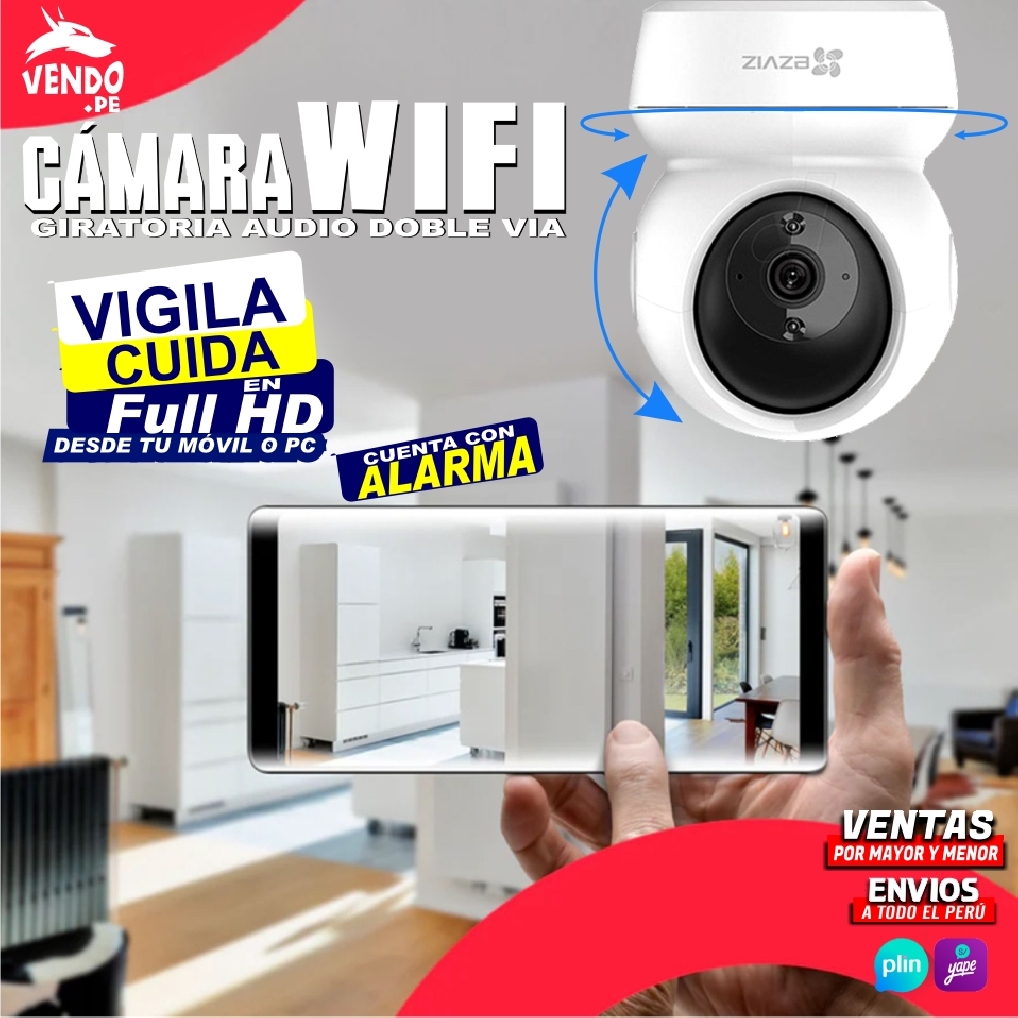 VENDO
.PE
CÁMARA WIFI
GIRATORIA AUDIO DOBLE VIA
VIGILA
CUIDA
EN
Full HD
DESDE TU MÓVIL O PC
CUENTA CON
ALARMA
EZVIZ
VENTAS
POR MAYOR Y MENOR
ENVIOS
A TODO EL PERÚ
plin
S/
yape